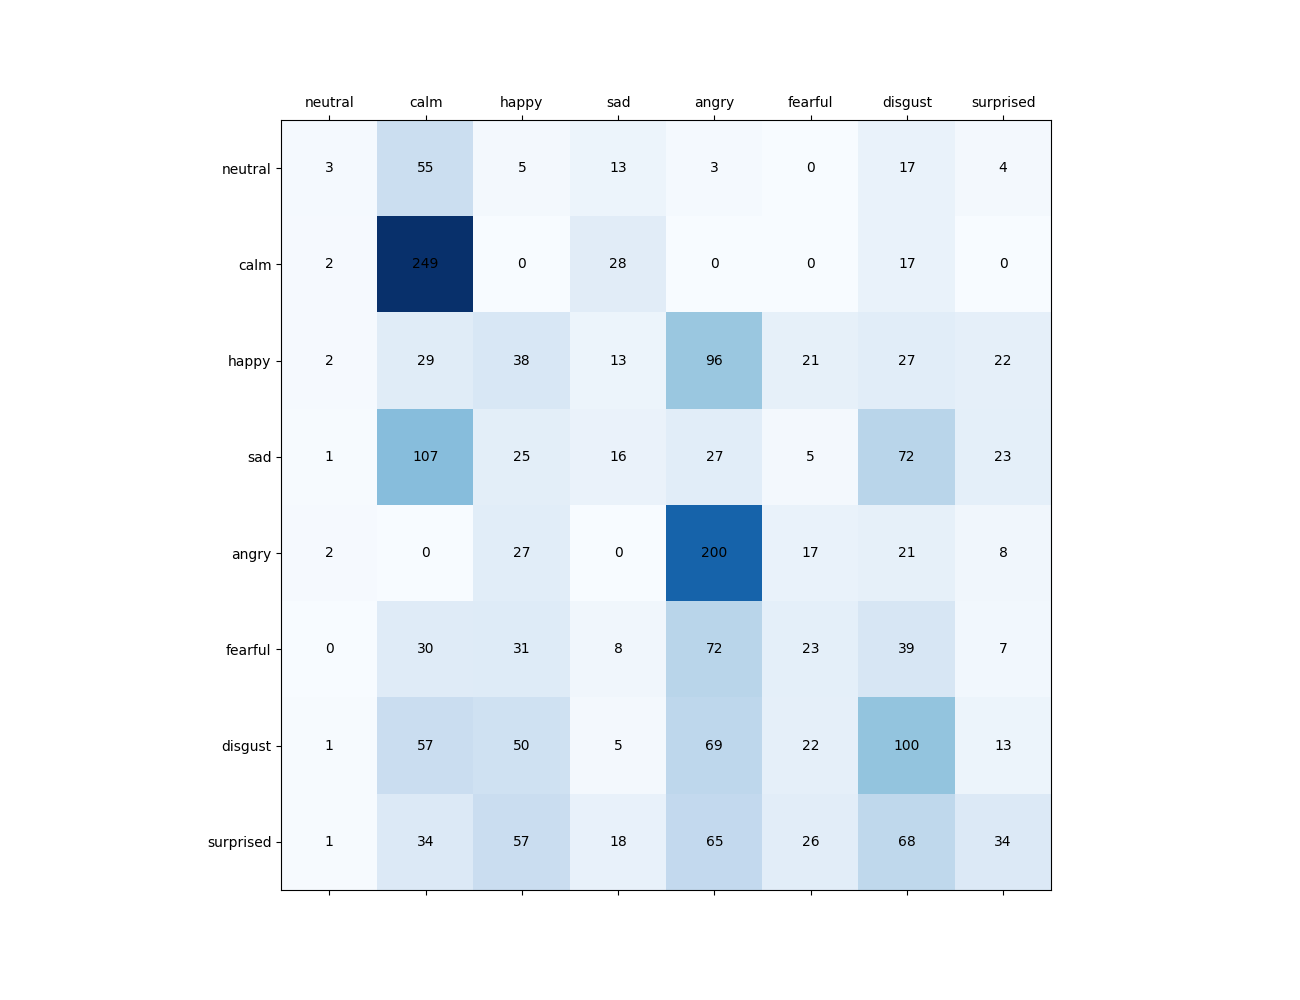 neutral calm happy sad angry fearful disgust surprised
neutral 3 55 5 13 3 0 17 4
calm 2 249 0 28 0 0 17 0
happy 2 29 38 13 96 21 27 22
sad 1 107 25 16 27 5 72 23
angry 2 0 27 0 200 17 21 8
fearful 0 30 31 8 72 23 39 7
disgust 1 57 50 5 69 22 100 13
surprised 1 34 57 18 65 26 68 34